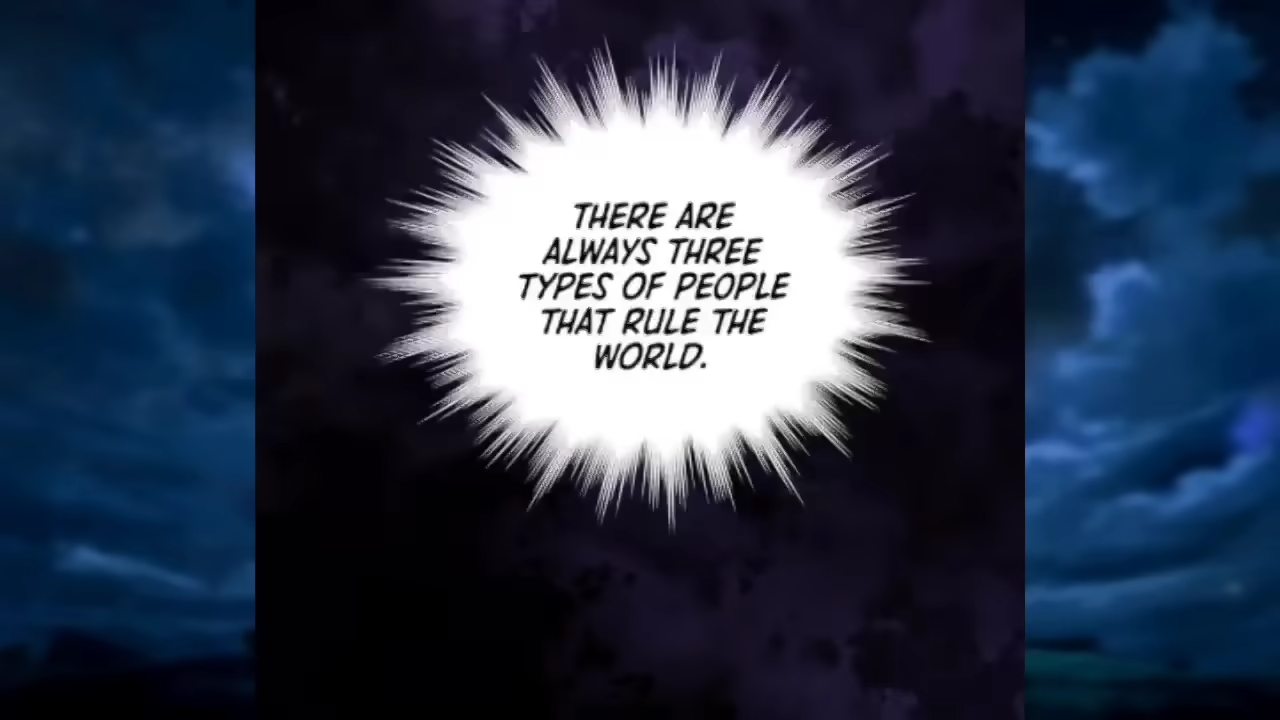 THERE ARE
ALWAYS THREE
TYPES OF PEOPLE
THAT RULE THE
WORLD.